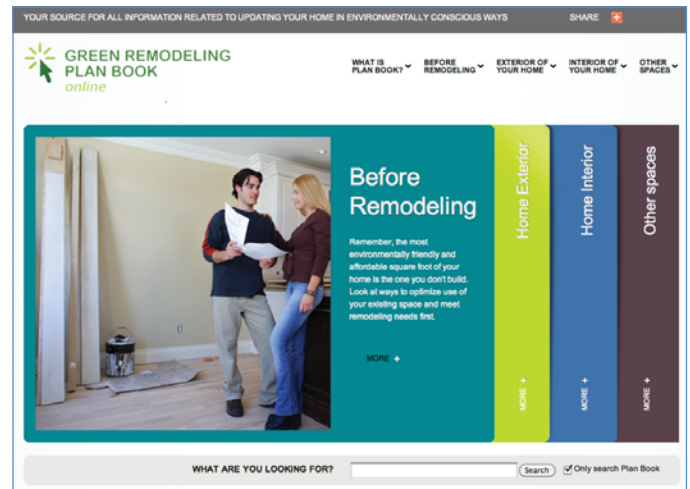 YOUR SOURCE FOR ALL INFORMATION RELATED TO UPDATING YOUR HOME IN ENVIRONMENTALLY CONSCIOUS WAYS
SHARE
GREEN REMODELING
PLAN BOOK
online
WHAT IS
PLAN BOOK?
BEFORE
REMODELING
EXTERIOR OF
YOUR HOME
INTERIOR OF
YOUR HOME
OTHER
SPACES
Before
Remodeling
Remember, the most
environmentally friendly and
affordable square foot of your
home is the one you don't build.
Look at ways to optimize use of
your existing space and meet
remodeling needs first.
MORE +
Home Exterior
MORE +
Home Interior
MORE +
Other spaces
MORE +
WHAT ARE YOU LOOKING FOR?
Search
Only search Plan Book